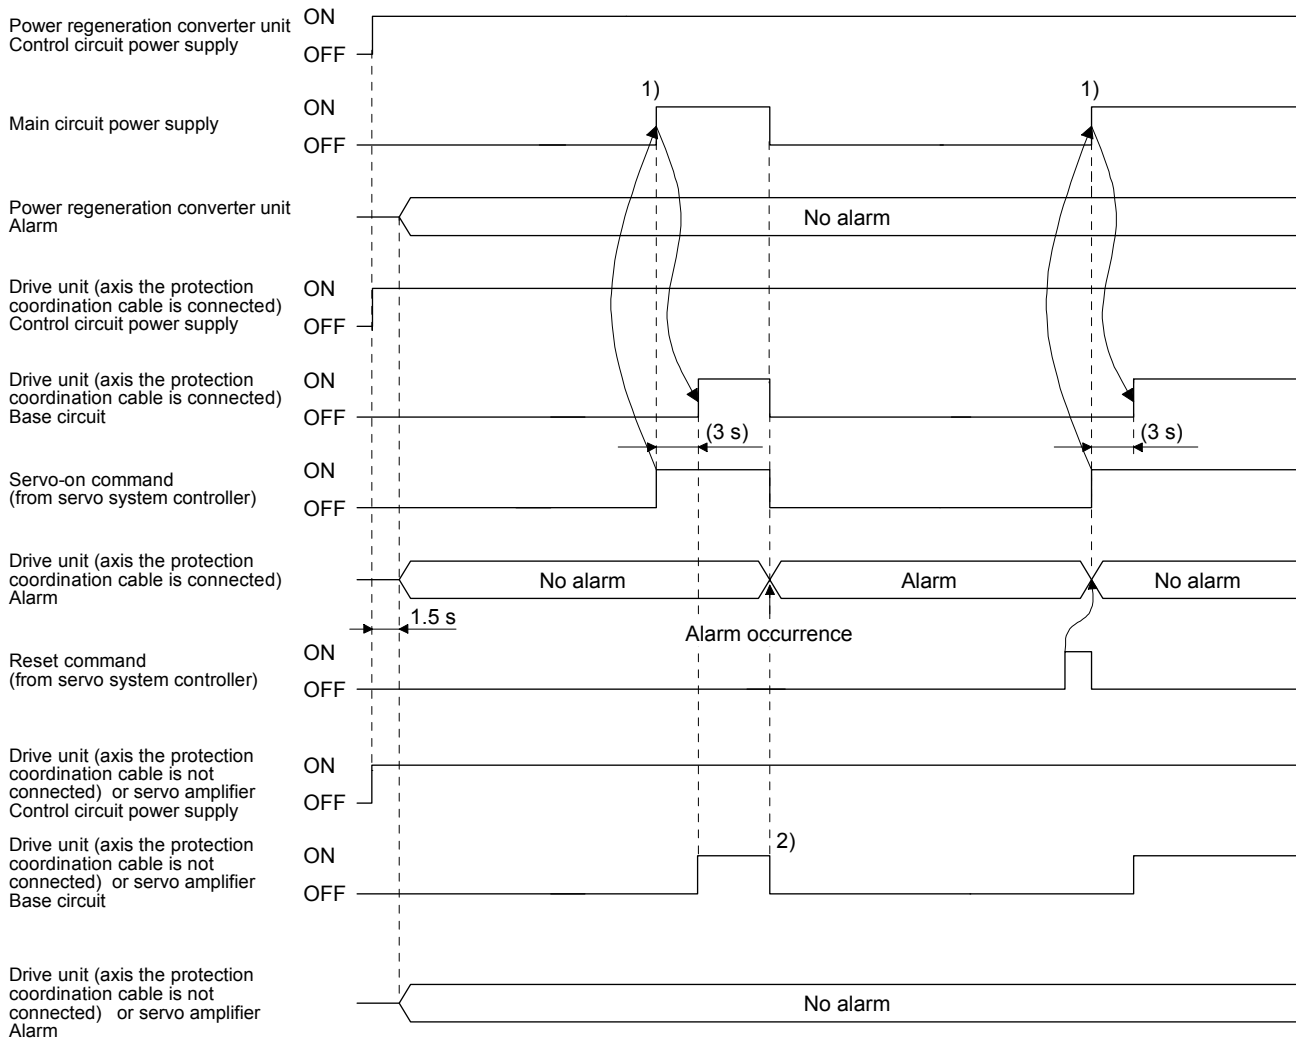 Power regeneration converter unit
Control circuit power supply
ON
OFF
Main circuit power supply
ON
OFF
1)
1)
Power regeneration converter unit
Alarm
No alarm
Drive unit (axis the protection
coordination cable is connected)
Control circuit power supply
ON
OFF
Drive unit (axis the protection
coordination cable is connected)
Base circuit
ON
OFF
(3 s)
(3 s)
Servo-on command
(from servo system controller)
ON
OFF
Drive unit (axis the protection
coordination cable is connected)
Alarm
No alarm
Alarm
No alarm
1.5 s
Alarm occurrence
Reset command
(from servo system controller)
ON
OFF
Drive unit (axis the protection
coordination cable is not
connected) or servo amplifier
Control circuit power supply
ON
OFF
Drive unit (axis the protection
coordination cable is not
connected) or servo amplifier
Base circuit
ON
OFF
2)
Drive unit (axis the protection
coordination cable is not
connected) or servo amplifier
Alarm
No alarm